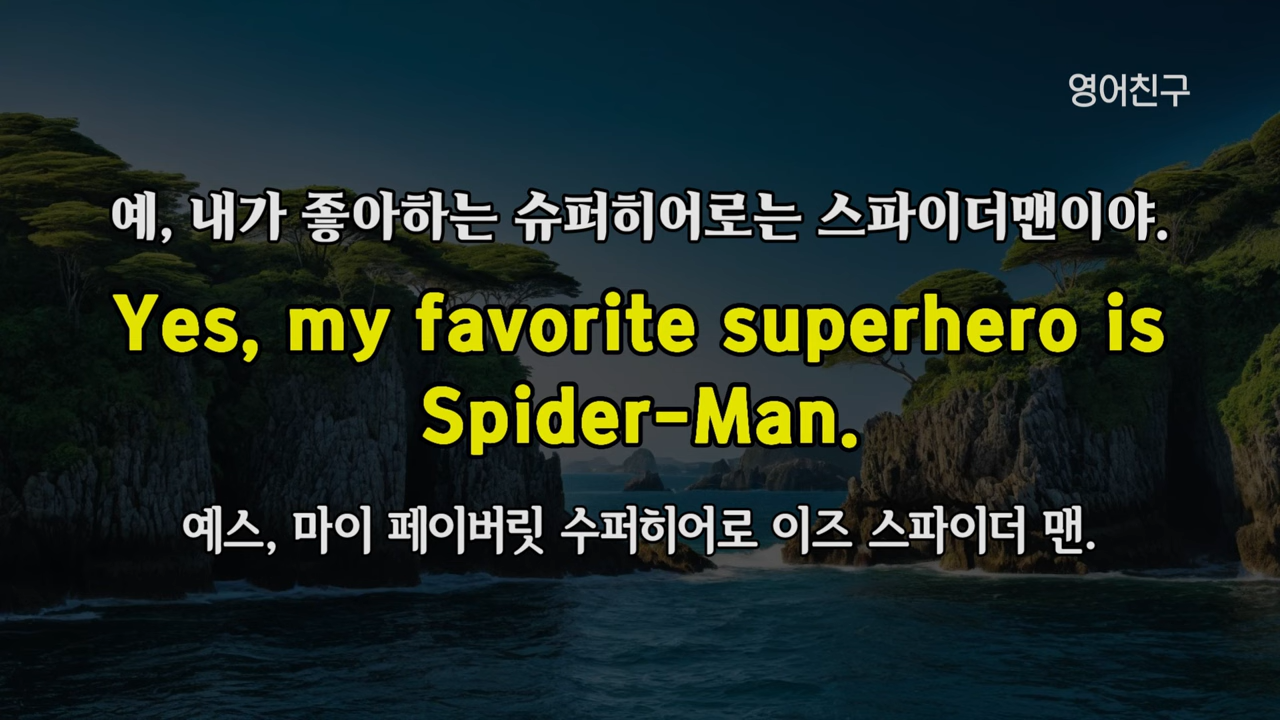 영어친구
예, 내가 좋아하는 슈퍼히어로는 스파이더맨이야.
Yes, my favorite superhero is
Spider-Man.
예스, 마이 페이버릿 수퍼히어로 이즈 스파이더 맨.